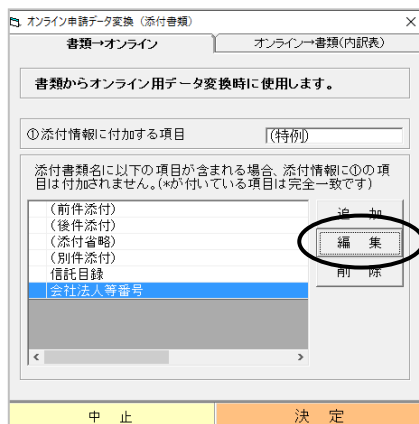 オンライン申請データ変換（添付書類）
書類→オンライン
オンライン→書類(内訳表)
書類からオンライン用データ変換時に使用します。
①添付情報に付加する項目
(特例)
添付書類名に以下の項目が含まれる場合、添付情報に①の項
目は付加されません。(*が付いている項目は完全一致です)
(前件添付)
(後件添付)
(添付省略)
(別件添付)
信託目録
会社法人等番号
追 加
編 集
削 除
中 止
決 定